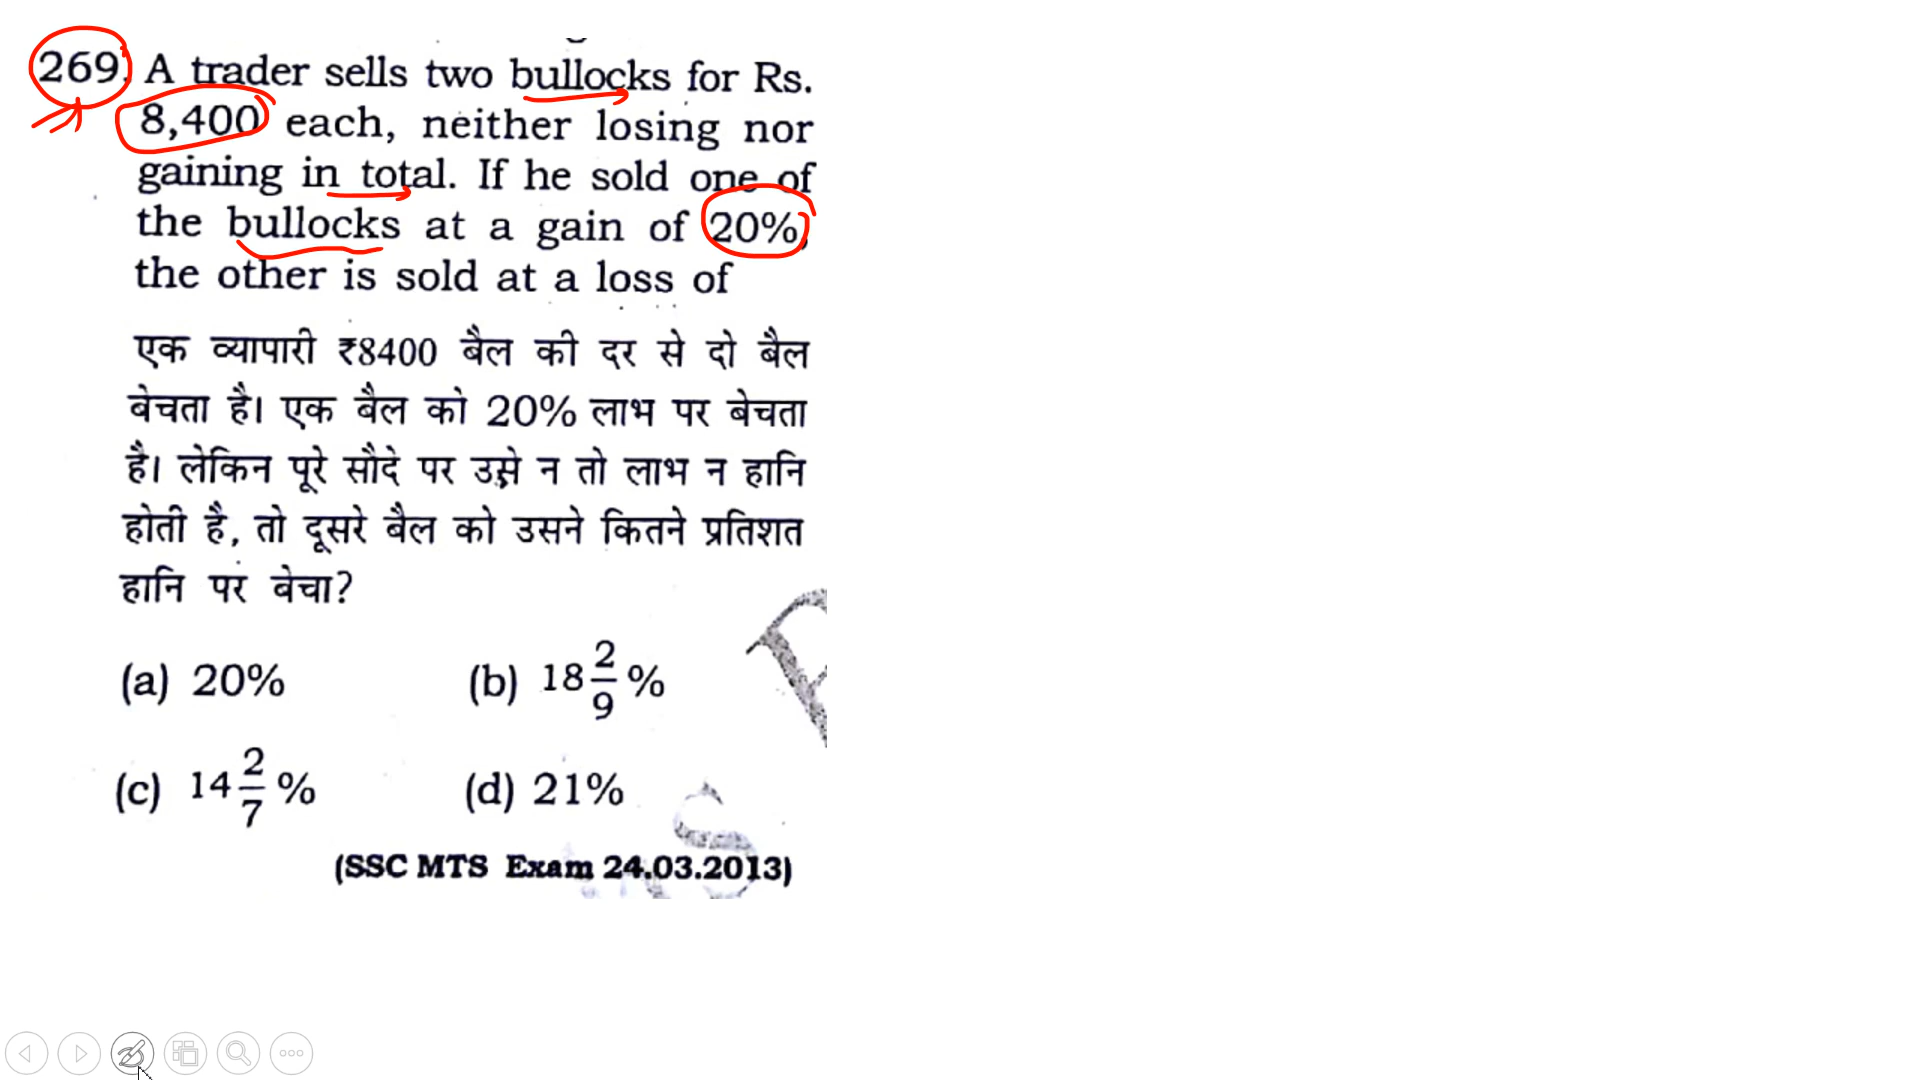 269. A trader sells two bullocks for Rs.
8,400 each, neither losing nor
gaining in total. If he sold one of
the bullocks at a gain of 20%,
the other is sold at a loss of
एक व्यापारी ₹8400 बैल की दर से दो बैल
बेचता है। एक बैल को 20% लाभ पर बेचता
है। लेकिन पूरे सौदे पर उसे न तो लाभ न हानि
होती है, तो दूसरे बैल को उसने कितने प्रतिशत
हानि पर बेचा?
(a) 20% (b) 18 2/9 %
(c) 14 2/7 % (d) 21%
(SSC MTS Exam 24.03.2013)